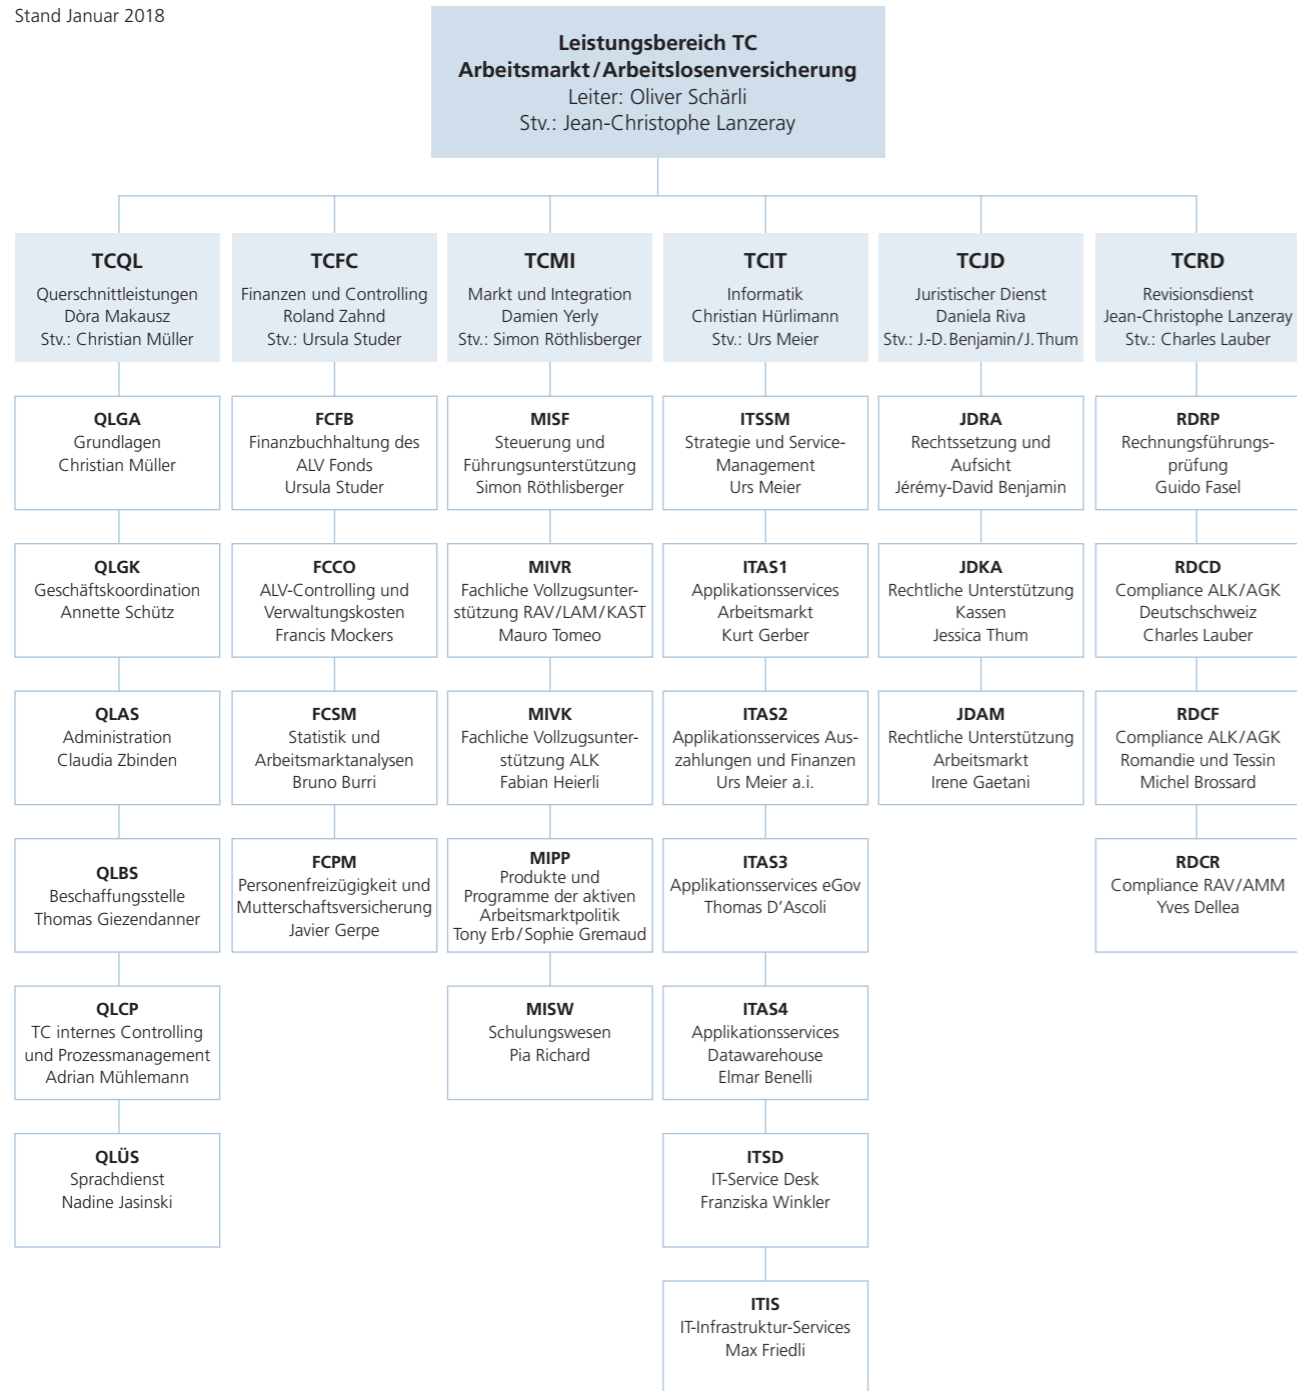 Stand Januar 2018
Leistungsbereich TC
Arbeitsmarkt/Arbeitslosenversicherung
Leiter: Oliver Schärli
Stv.: Jean-Christophe Lanzeray
TCQL
Querschnittleistungen
Dòra Makausz
Stv.: Christian Müller
QLGA
Grundlagen
Christian Müller
QLGK
Geschäftskoordination
Annette Schütz
QLAS
Administration
Claudia Zbinden
QLBS
Beschaffungsstelle
Thomas Giezendanner
QLCP
TC internes Controlling
und Prozessmanagement
Adrian Mühlemann
QLÜS
Sprachdienst
Nadine Jasinski
TCFC
Finanzen und Controlling
Roland Zahnd
Stv.: Ursula Studer
FCFB
Finanzbuchhaltung des
ALV Fonds
Ursula Studer
FCCO
ALV-Controlling und
Verwaltungskosten
Francis Mockers
FCSM
Statistik und
Arbeitsmarktanalysen
Bruno Burri
FCPM
Personenfreizügigkeit und
Mutterschaftsversicherung
Javier Gerpe
TCMI
Markt und Integration
Damien Yerly
Stv.: Simon Röthlisberger
MISF
Steuerung und
Führungsunterstützung
Simon Röthlisberger
MIVR
Fachliche Vollzugsunter-
stützung RAV/LAM/KAST
Mauro Tomeo
MIVK
Fachliche Vollzugsunter-
stützung ALK
Fabian Heierli
MIPP
Produkte und
Programme der aktiven
Arbeitsmarktpolitik
Tony Erb/Sophie Gremaud
MISW
Schulungswesen
Pia Richard
TCIT
Informatik
Christian Hürlimann
Stv.: Urs Meier
ITSSM
Strategie und Service-
Management
Urs Meier
ITAS1
Applikationsservices
Arbeitsmarkt
Kurt Gerber
ITAS2
Applikationsservices Aus-
zahlungen und Finanzen
Urs Meier a.i.
ITAS3
Applikationsservices eGov
Thomas D'Ascoli
ITAS4
Applikationsservices
Datawarehouse
Elmar Benelli
ITSD
IT-Service Desk
Franziska Winkler
ITIS
IT-Infrastruktur-Services
Max Friedli
TCJD
Juristischer Dienst
Daniela Riva
Stv.: J.-D. Benjamin/J. Thum
JDRA
Rechtssetzung und
Aufsicht
Jérémy-David Benjamin
JDKA
Rechtliche Unterstützung
Kassen
Jessica Thum
JDAM
Rechtliche Unterstützung
Arbeitsmarkt
Irene Gaetani
TCRD
Revisionsdienst
Jean-Christophe Lanzeray
Stv.: Charles Lauber
RDRP
Rechnungsführungs-
prüfung
Guido Fasel
RDCD
Compliance ALK/AGK
Deutschschweiz
Charles Lauber
RDCF
Compliance ALK/AGK
Romandie und Tessin
Michel Brossard
RDCR
Compliance RAV/AMM
Yves Dellea